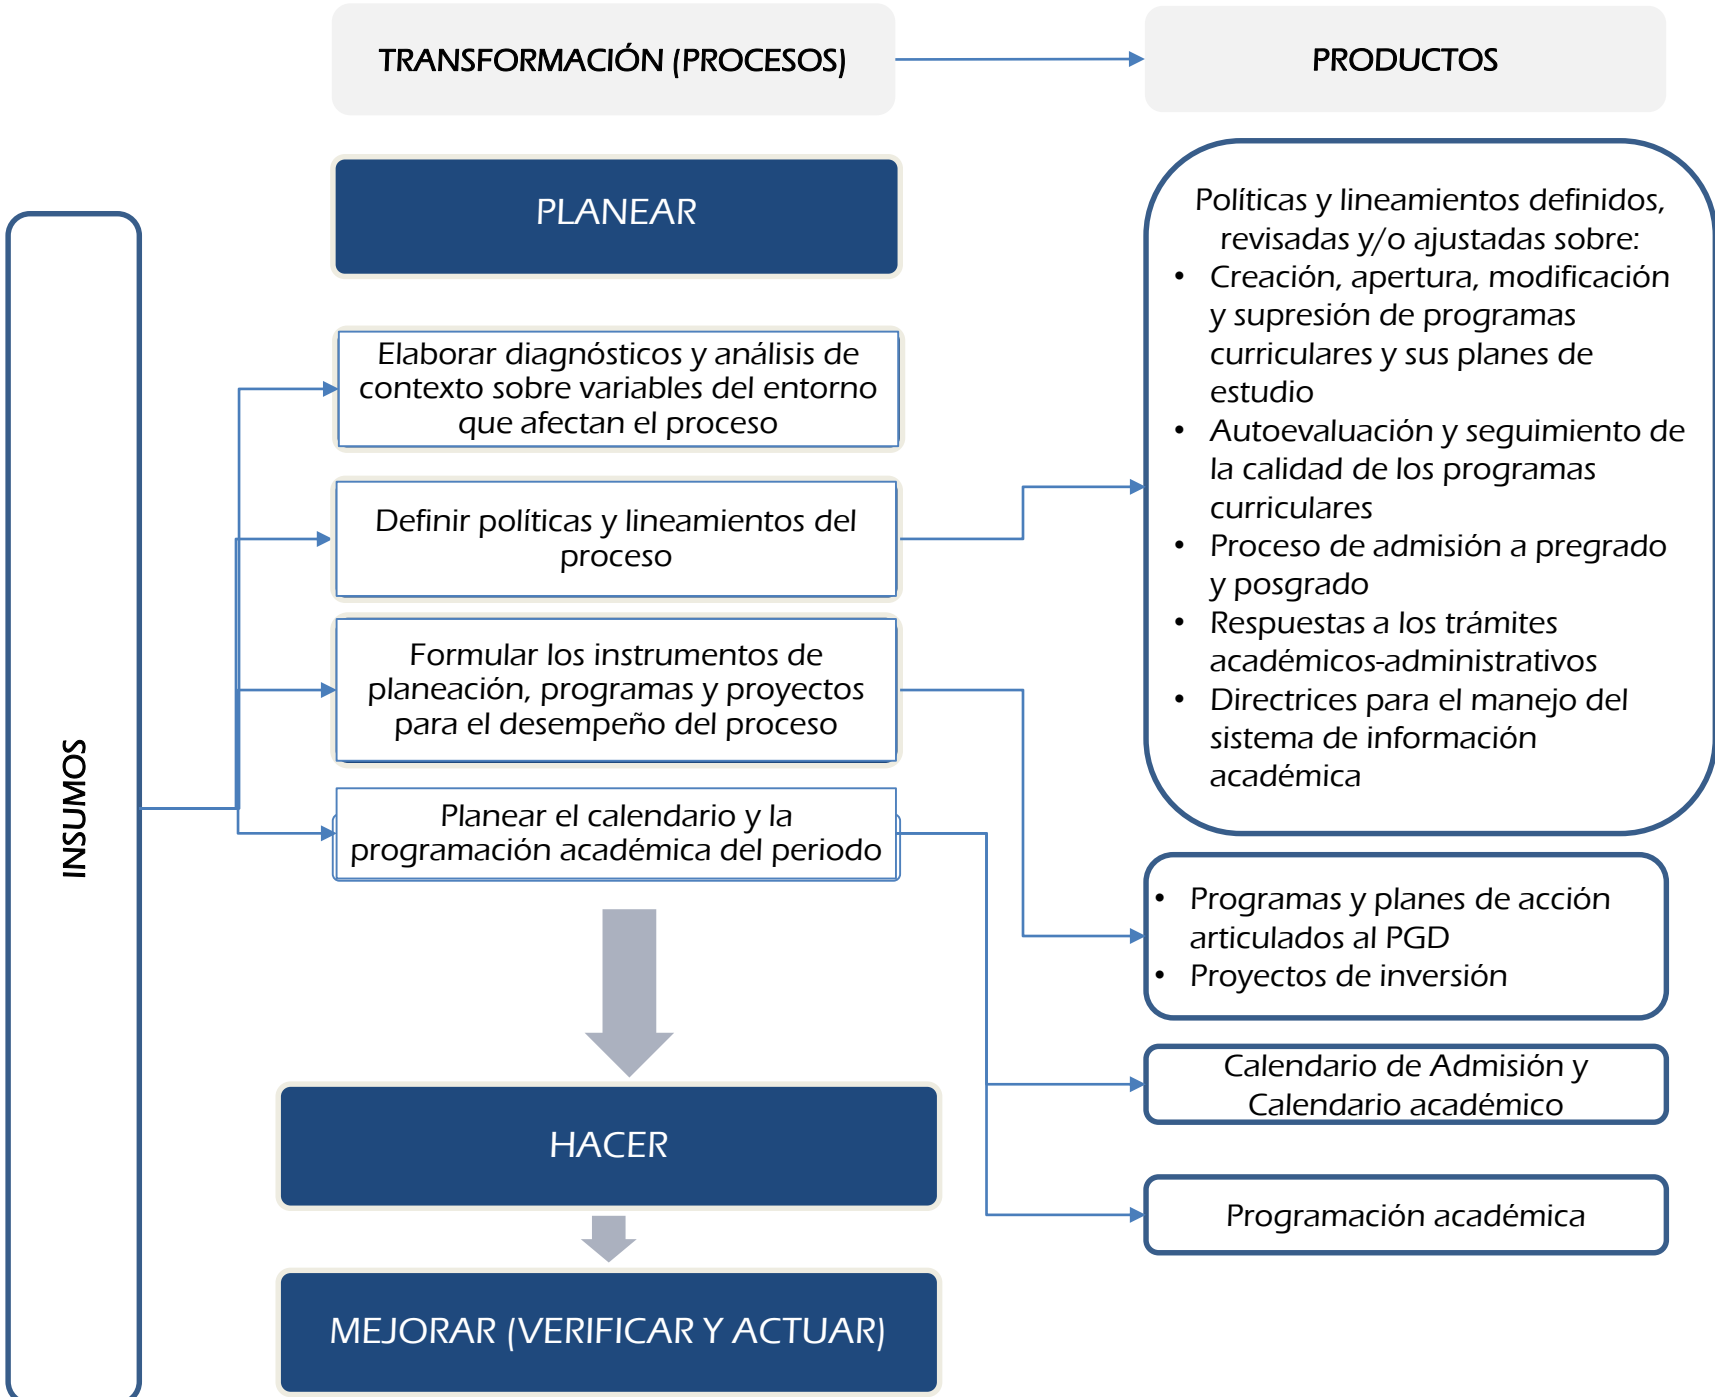 TRANSFORMACIÓN (PROCESOS)
PRODUCTOS
INSUMOS
PLANEAR
Elaborar diagnósticos y análisis de
contexto sobre variables del entorno
que afectan el proceso
Definir políticas y lineamientos del
proceso
Formular los instrumentos de
planeación, programas y proyectos
para el desempeño del proceso
Planear el calendario y la
programación académica del periodo
HACER
MEJORAR (VERIFICAR Y ACTUAR)
Políticas y lineamientos definidos,
revisadas y/o ajustadas sobre:
• Creación, apertura, modificación
y supresión de programas
curriculares y sus planes de
estudio
• Autoevaluación y seguimiento de
la calidad de los programas
curriculares
• Proceso de admisión a pregrado
y posgrado
• Respuestas a los trámites
académicos-administrativos
• Directrices para el manejo del
sistema de información
académica
• Programas y planes de acción
articulados al PGD
• Proyectos de inversión
Calendario de Admisión y
Calendario académico
Programación académica